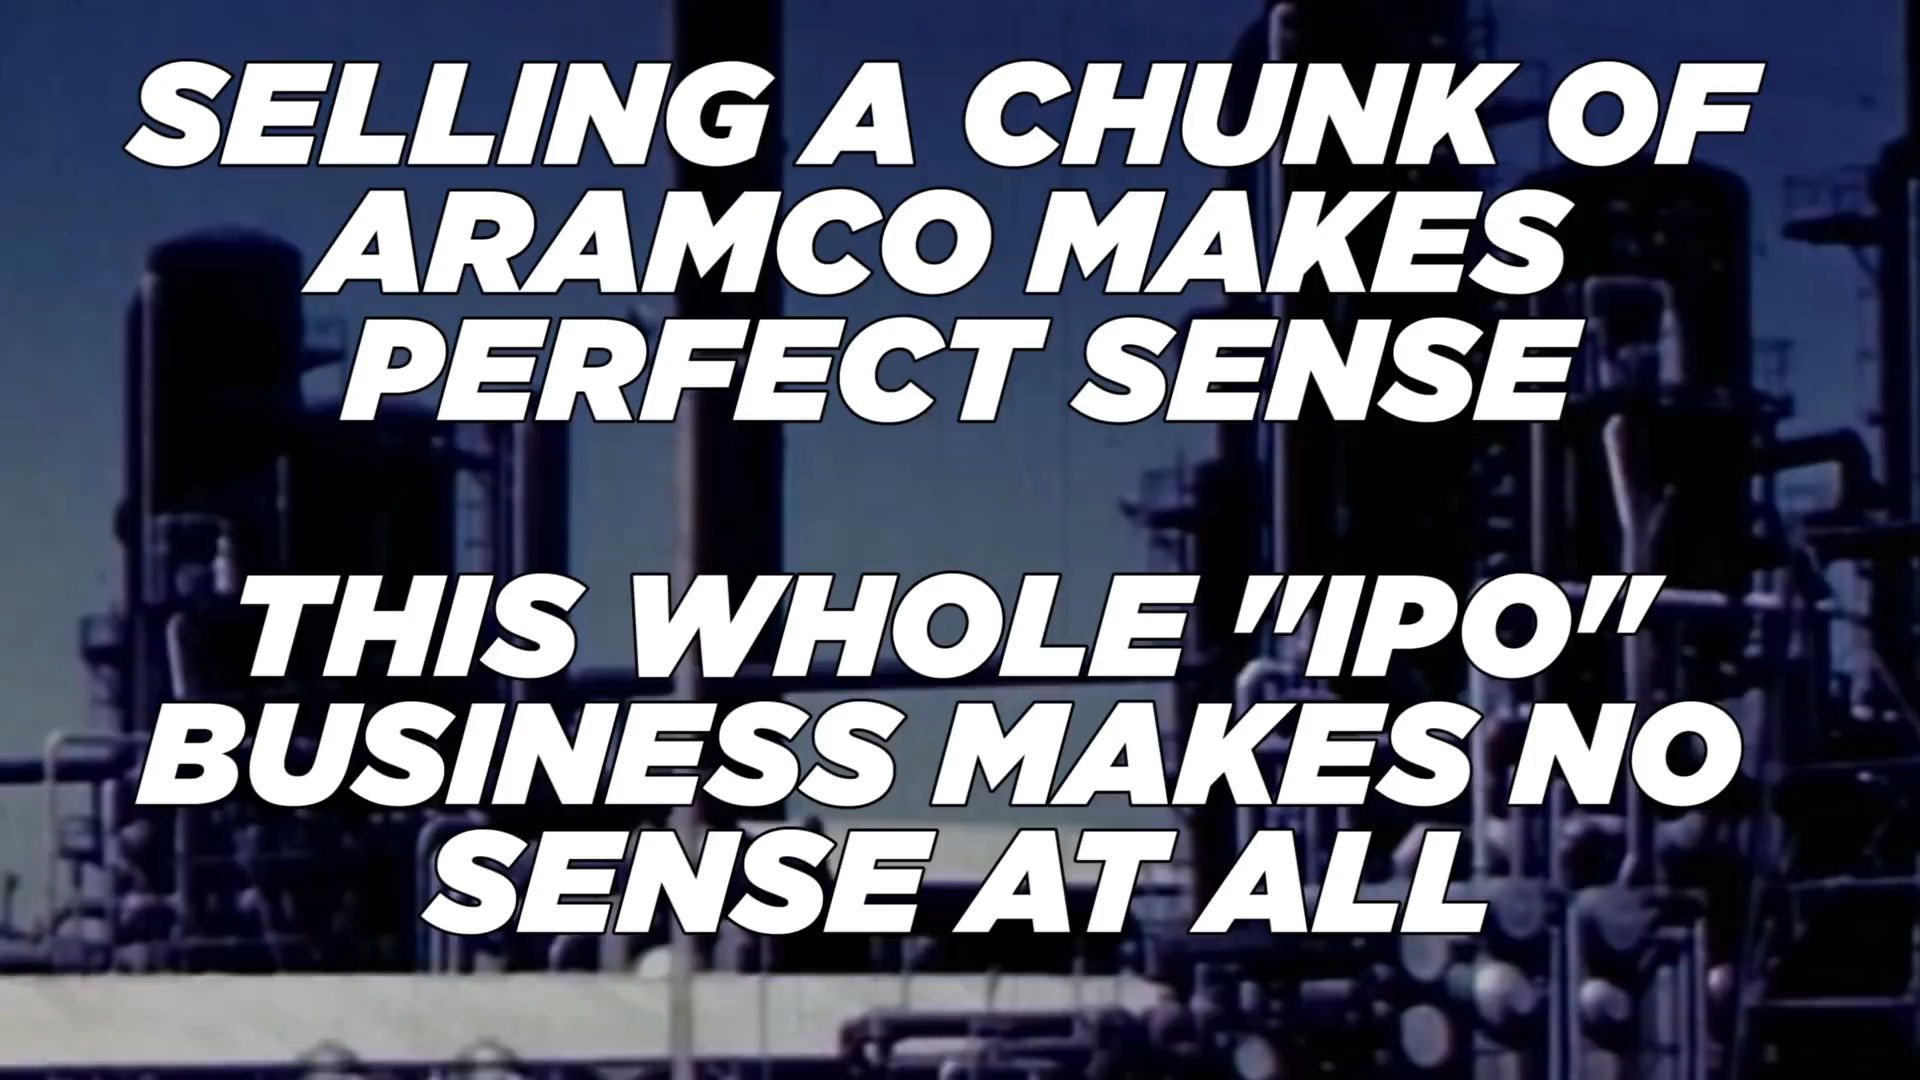 SELLING A CHUNK OF
ARAMCO MAKES
PERFECT SENSE
THIS WHOLE "IPO"
BUSINESS MAKES NO
SENSE AT ALL